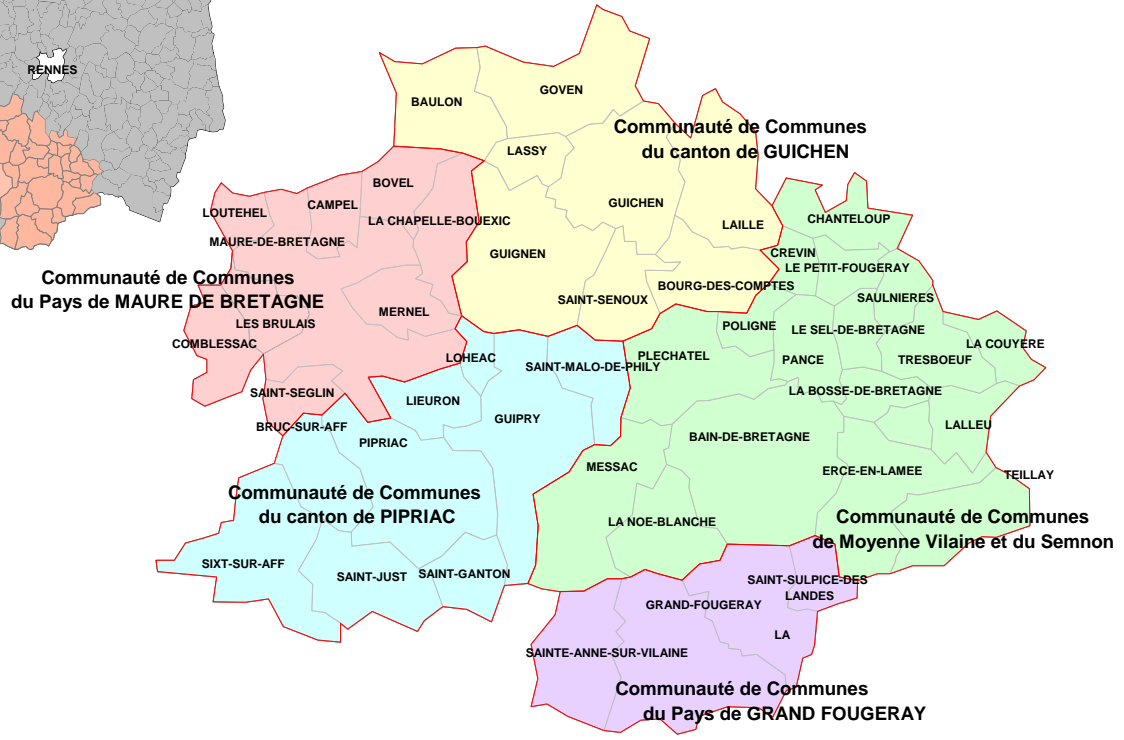 RENNES
BAULON
GOVEN
Communauté de Communes
du canton de GUICHEN
LASSY
BOVEL
GUICHEN
LOUTEHEL
CAMPEL
LA CHAPELLE-BOUEXIC
LAILLE
CHANTELOUP
MAURE-DE-BRETAGNE
GUIGNEN
CREVIN
LE PETIT-FOUGERAY
Communauté de Communes
du Pays de MAURE DE BRETAGNE
BOURG-DES-COMPTES
SAINT-SENOUX
SAULNIERES
MERNEL
LES BRULAIS
POLIGNE
LE SEL-DE-BRETAGNE
COMBLESSAC
LA COUYERE
LOHEAC
SAINT-MALO-DE-PHILY
PLECHATEL
PANCE
TRESBOEUF
SAINT-SEGLIN
LIEURON
LA BOSSE-DE-BRETAGNE
GUIPRY
BRUC-SUR-AFF
PIPRIAC
LALLEU
BAIN-DE-BRETAGNE
MESSAC
ERCE-EN-LAMEE
TEILLAY
Communauté de Communes
du canton de PIPRIAC
LA NOE-BLANCHE
Communauté de Communes
de Moyenne Vilaine et du Semnon
SIXT-SUR-AFF
SAINT-JUST
SAINT-GANTON
SAINT-SULPICE-DES
LANDES
GRAND-FOUGERAY
LA
SAINTE-ANNE-SUR-VILAINE
Communauté de Communes
du Pays de GRAND FOUGERAY